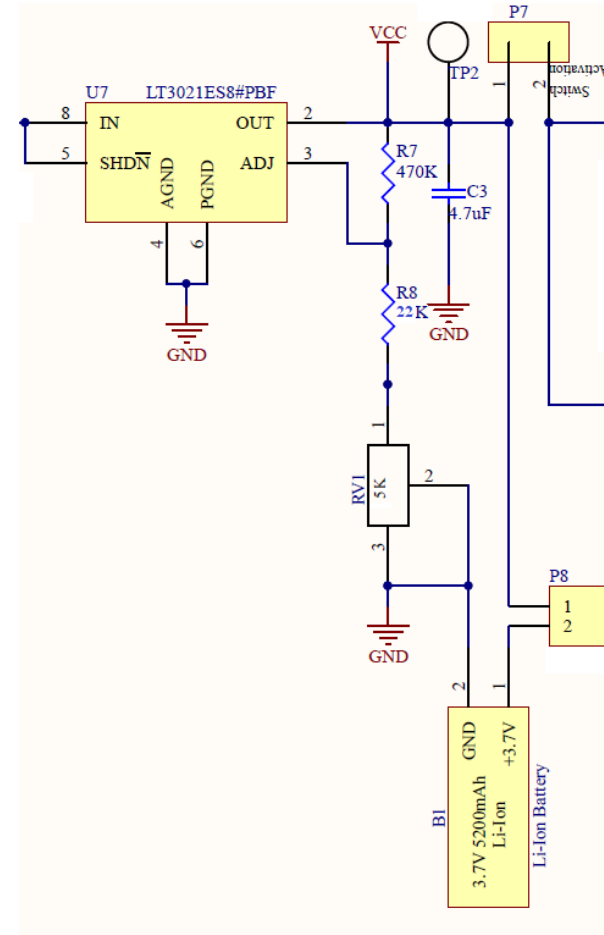 P7
VCC
TP2
1
2
Activation
Switch
U7
LT3021ES8#PBF
8
IN
OUT
2
5
SHDN
ADJ
3
AGND
PGND
4
6
GND
R7
470K
C3
4.7uF
GND
R8
22K
1
RV1
5K
2
3
GND
P8
1
2
2
1
GND
+3.7V
B1
3.7V 5200mAh
Li-Ion
Li-Ion Battery